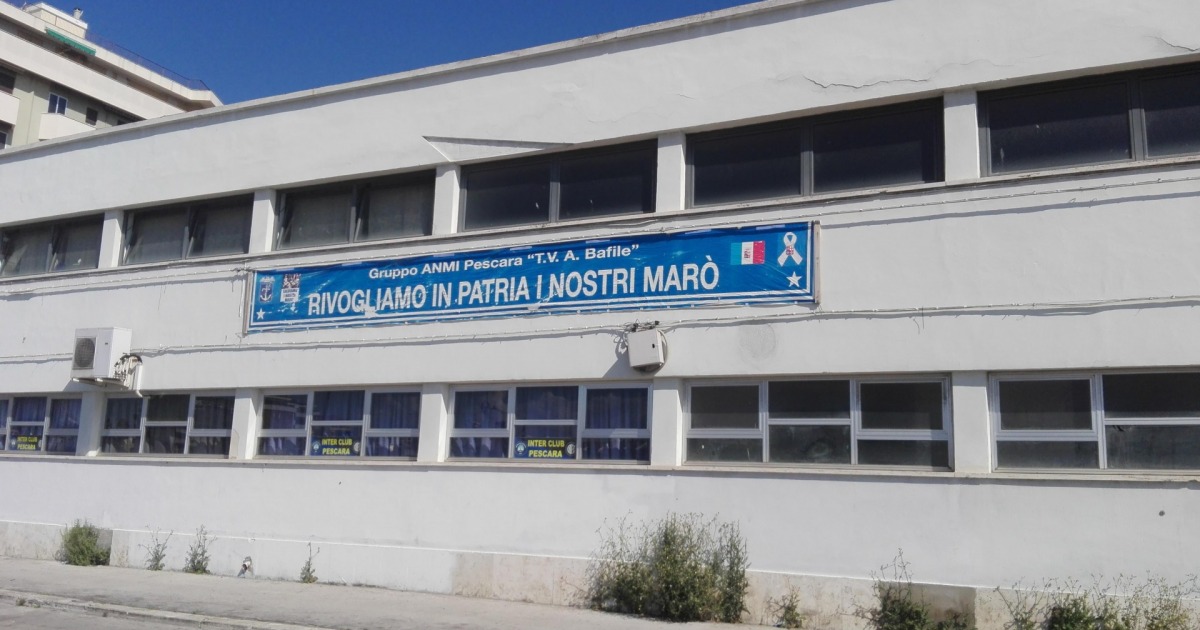 Gruppo ANMI Pescara "T.V. A. Bafile"
RIVOGLIAMO IN PATRIA I NOSTRI MARÒ
INTER CLUB
PESCARA
INTER CLUB
PESCARA
INTER CLUB
PESCARA